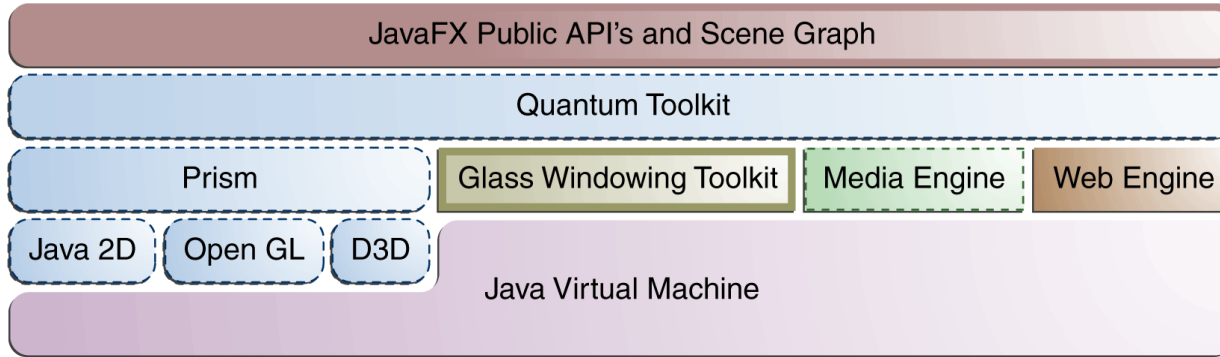 JavaFX Public API's and Scene Graph
Quantum Toolkit
Prism
Glass Windowing Toolkit
Media Engine
Web Engine
Java 2D
Open GL
D3D
Java Virtual Machine